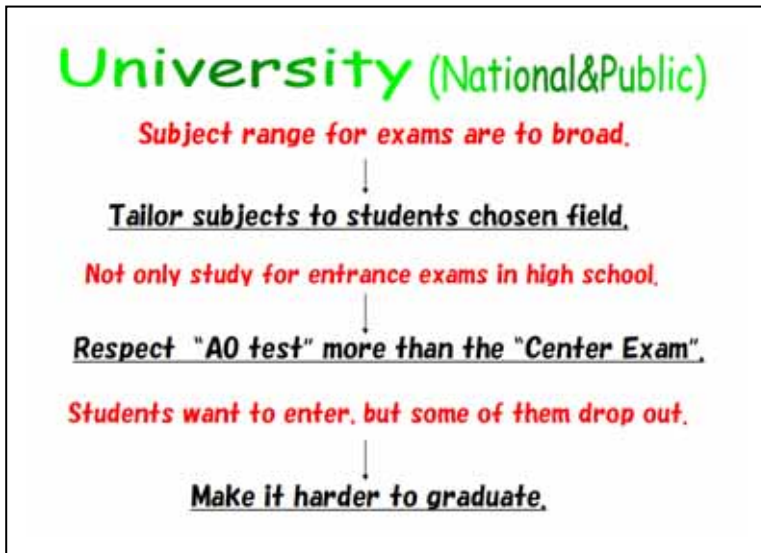 University (National&Public)
Subject range for exams are to broad.
Tailor subjects to students chosen field.
Not only study for entrance exams in high school.
Respect "AO test" more than the "Center Exam".
Students want to enter, but some of them drop out.
Make it harder to graduate.